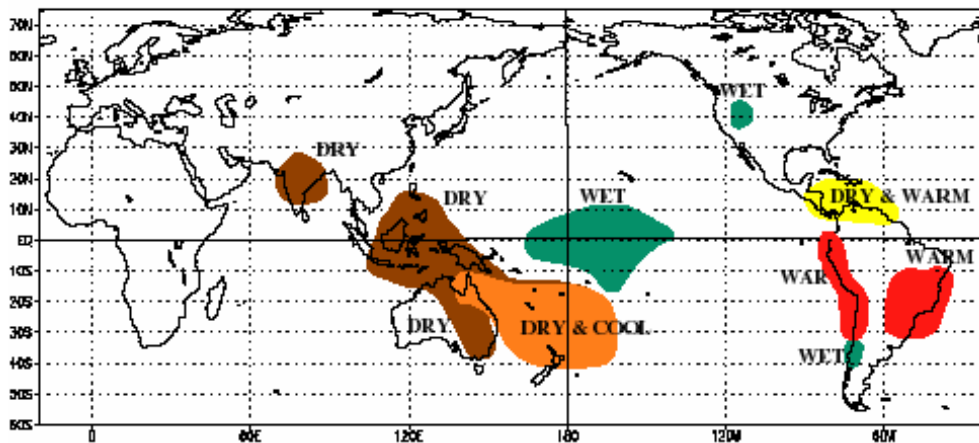 70N
60N
50N
40N
30N
20N
10N
EQ
10S
20S
30S
40S
50S
60S
WET
DRY
DRY
WET
DRY & WARM
WARM
WAR
DRY
DRY & COOL
WET
0
60E
120E
180
120W
60W